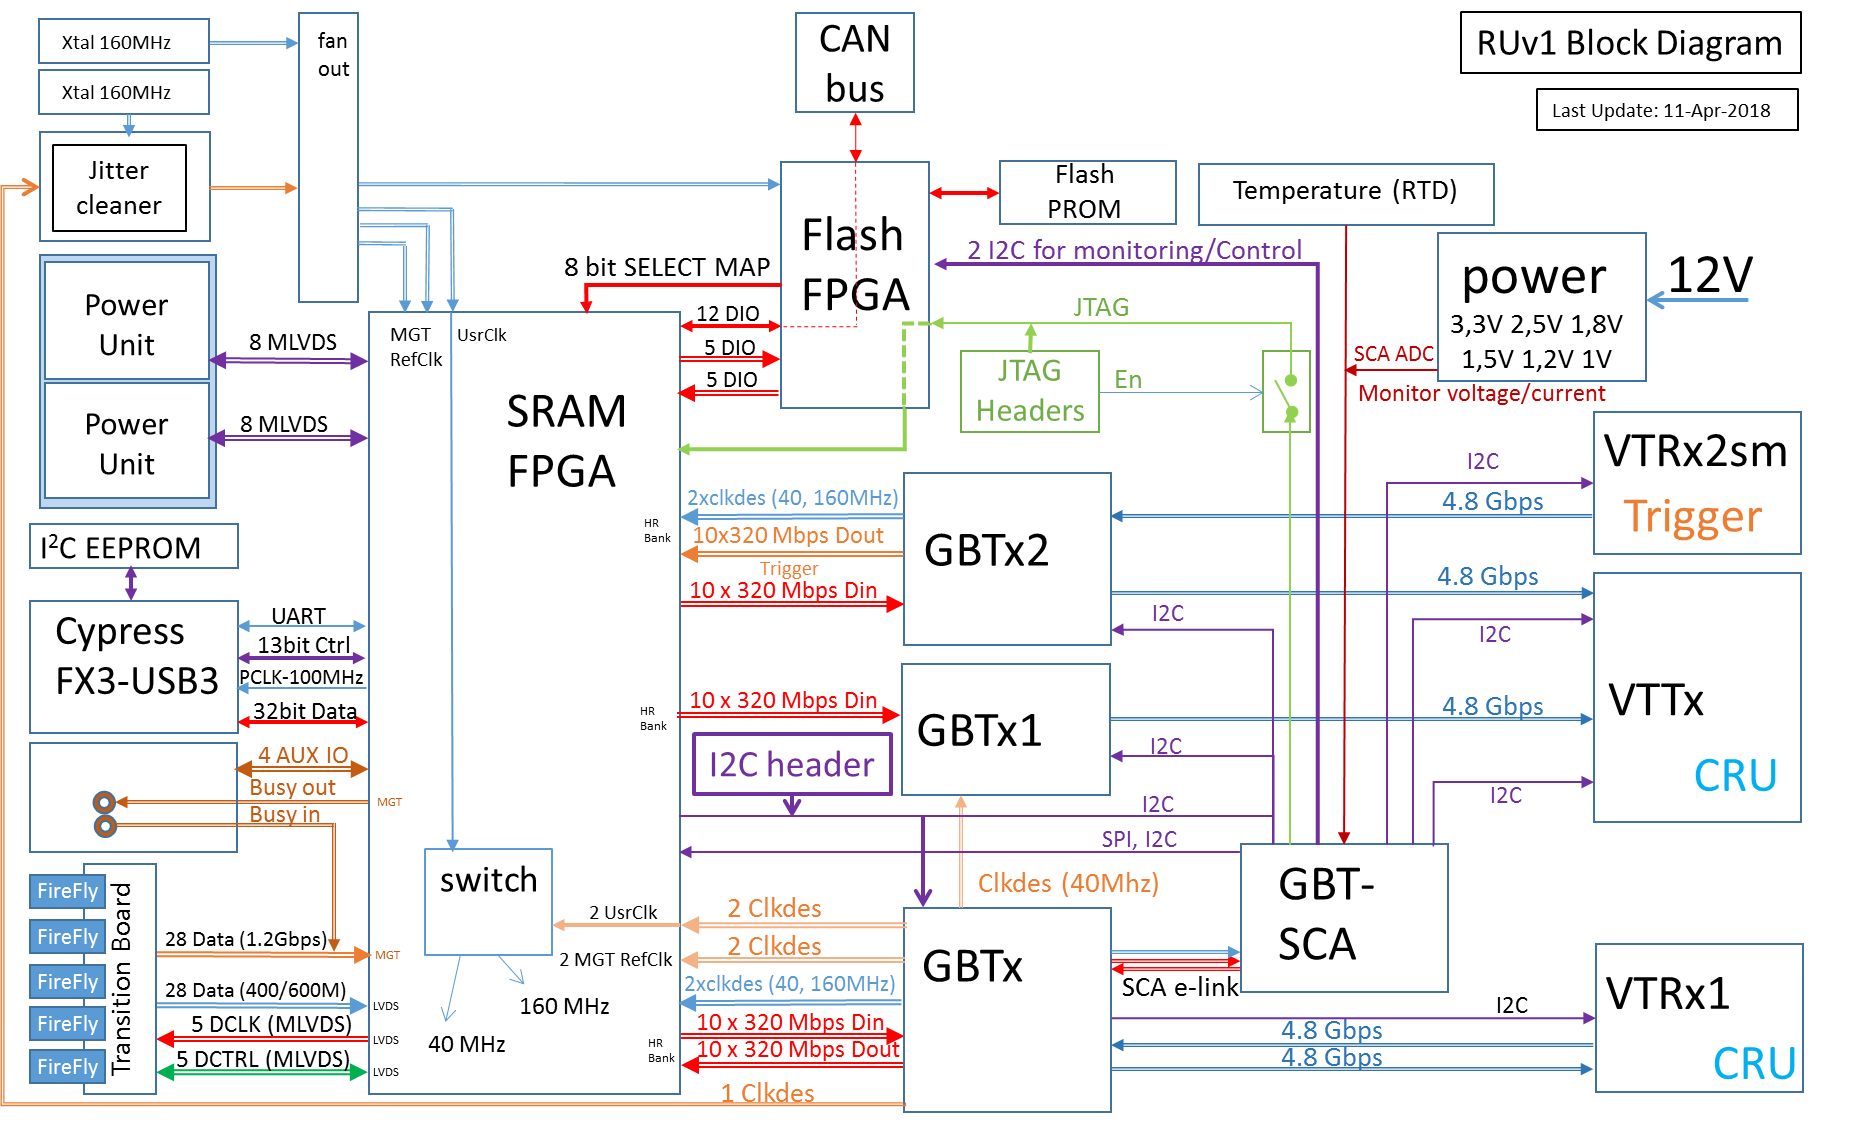 Xtal 160MHz
Xtal 160MHz
fan
out
Jitter
cleaner
CAN
bus
RUv1 Block Diagram
Last Update: 11-Apr-2018
Flash
FPGA
Flash
PROM
Temperature (RTD)
2 I2C for monitoring/Control
power
3,3V 2,5V 1,8V
1,5V 1,2V 1V
12V
SCA ADC
Monitor voltage/current
8 bit SELECT MAP
12 DIO
5 DIO
5 DIO
JTAG
JTAG
Headers
En
Power
Unit
Power
Unit
8 MLVDS
8 MLVDS
MGT
RefClk
UsrClk
SRAM
FPGA
VTRx2sm
Trigger
I2C
4.8 Gbps
2xclkdes (40, 160MHz)
10x320 Mbps Dout
Trigger
10 x 320 Mbps Din
HR
Bank
GBTx2
4.8 Gbps
I2C
I2C
I2C EEPROM
Cypress
FX3-USB3
UART
13bit Ctrl
PCLK-100MHz
32bit Data
HR
Bank
10 x 320 Mbps Din
GBTx1
4.8 Gbps
VTTx
CRU
I2C
I2C
I2C header
I2C
SPI, I2C
4 AUX IO
Busy out
Busy in
MGT
switch
Clkdes (40Mhz)
GBT-
SCA
FireFly
FireFly
FireFly
FireFly
FireFly
Transition Board
28 Data (1.2Gbps)
MGT
28 Data (400/600M)
LVDS
5 DCLK (MLVDS)
LVDS
5 DCTRL (MLVDS)
LVDS
2 UsrClk
2 MGT RefClk
160 MHz
40 MHz
2 Clkdes
2 Clkdes
2xclkdes (40, 160MHz)
10 x 320 Mbps Din
HR
Bank
10 x 320 Mbps Dout
1 Clkdes
GBTx
SCA e-link
I2C
4.8 Gbps
4.8 Gbps
VTRx1
CRU